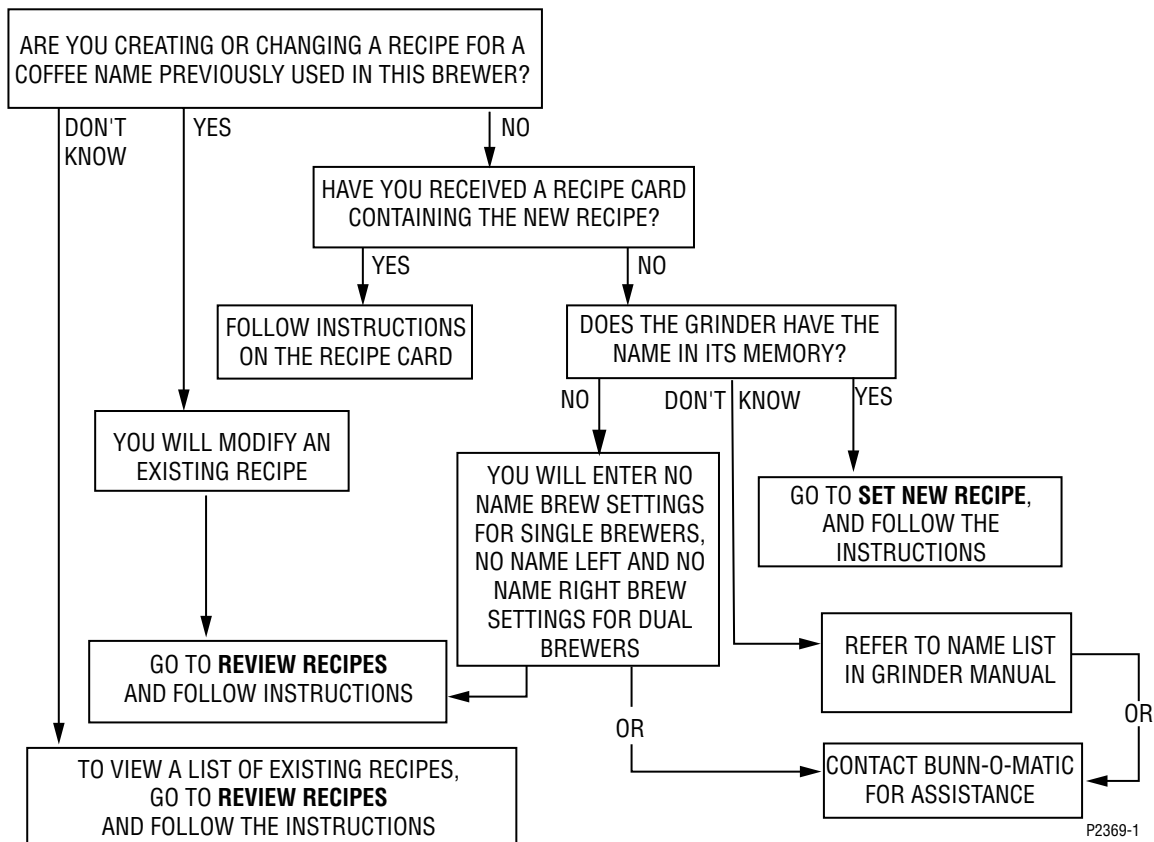 ARE YOU CREATING OR CHANGING A RECIPE FOR A
COFFEE NAME PREVIOUSLY USED IN THIS BREWER?
DON'T
KNOW
YES
NO
HAVE YOU RECEIVED A RECIPE CARD
CONTAINING THE NEW RECIPE?
YES
NO
FOLLOW INSTRUCTIONS
ON THE RECIPE CARD
DOES THE GRINDER HAVE THE
NAME IN ITS MEMORY?
NO
DON'T KNOW
YES
YOU WILL MODIFY AN
EXISTING RECIPE
YOU WILL ENTER NO
NAME BREW SETTINGS
FOR SINGLE BREWERS,
NO NAME LEFT AND NO
NAME RIGHT BREW
SETTINGS FOR DUAL
BREWERS
GO TO SET NEW RECIPE,
AND FOLLOW THE
INSTRUCTIONS
GO TO REVIEW RECIPES
AND FOLLOW INSTRUCTIONS
REFER TO NAME LIST
IN GRINDER MANUAL
OR
OR
TO VIEW A LIST OF EXISTING RECIPES,
GO TO REVIEW RECIPES
AND FOLLOW THE INSTRUCTIONS
CONTACT BUNN-O-MATIC
FOR ASSISTANCE
P2369-1